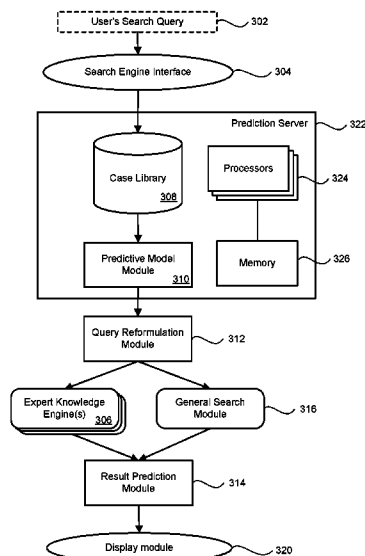 User's Search Query
302
Search Engine Interface
304
Prediction Server
322
Case Library
308
Processors
324
Predictive Model
Module
310
Memory
326
Query Reformulation
Module
312
Expert Knowledge
Engine(s)
306
General Search
Module
316
Result Prediction
Module
314
Display module
320